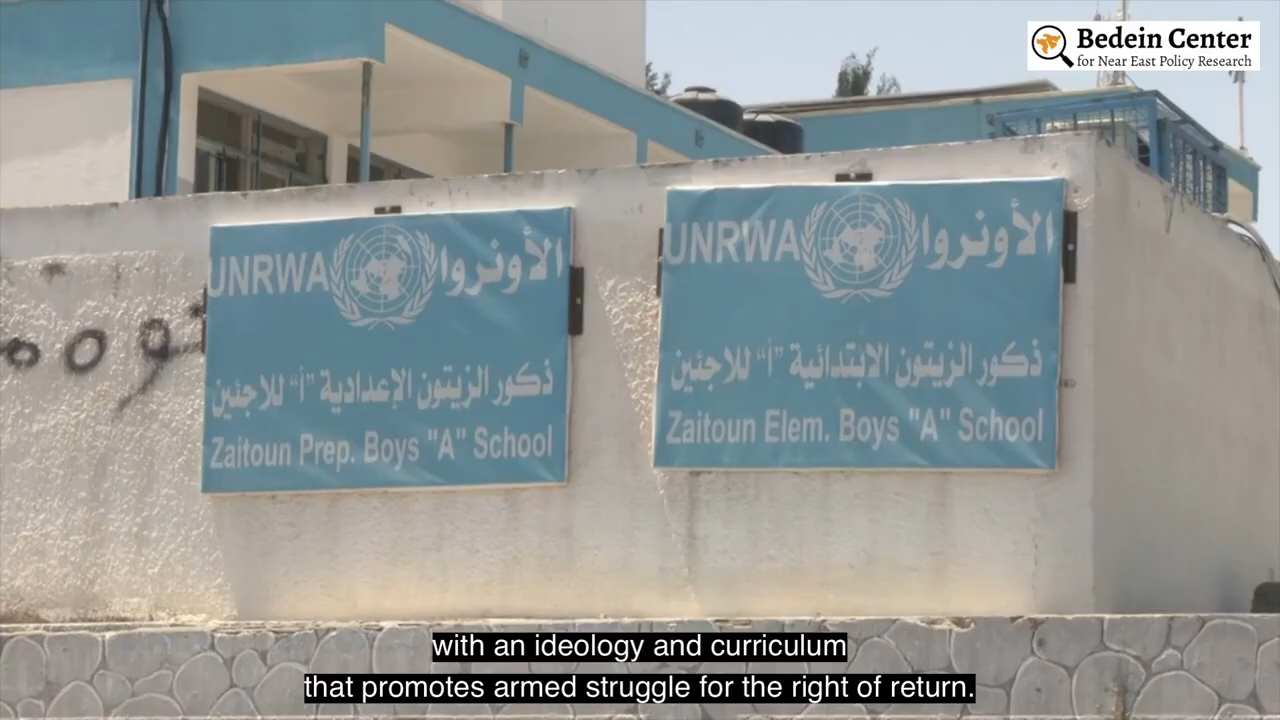 Bedein Center
for Near East Policy Research
UNRWA الأونروا
ذكور الزيتون الإعدادية "أ" للاجئين
Zaitoun Prep. Boys "A" School
UNRWA الأونروا
ذكور الزيتون الابتدائية "أ" للاجئين
Zaitoun Elem. Boys "A" School
with an ideology and curriculum
that promotes armed struggle for the right of return.